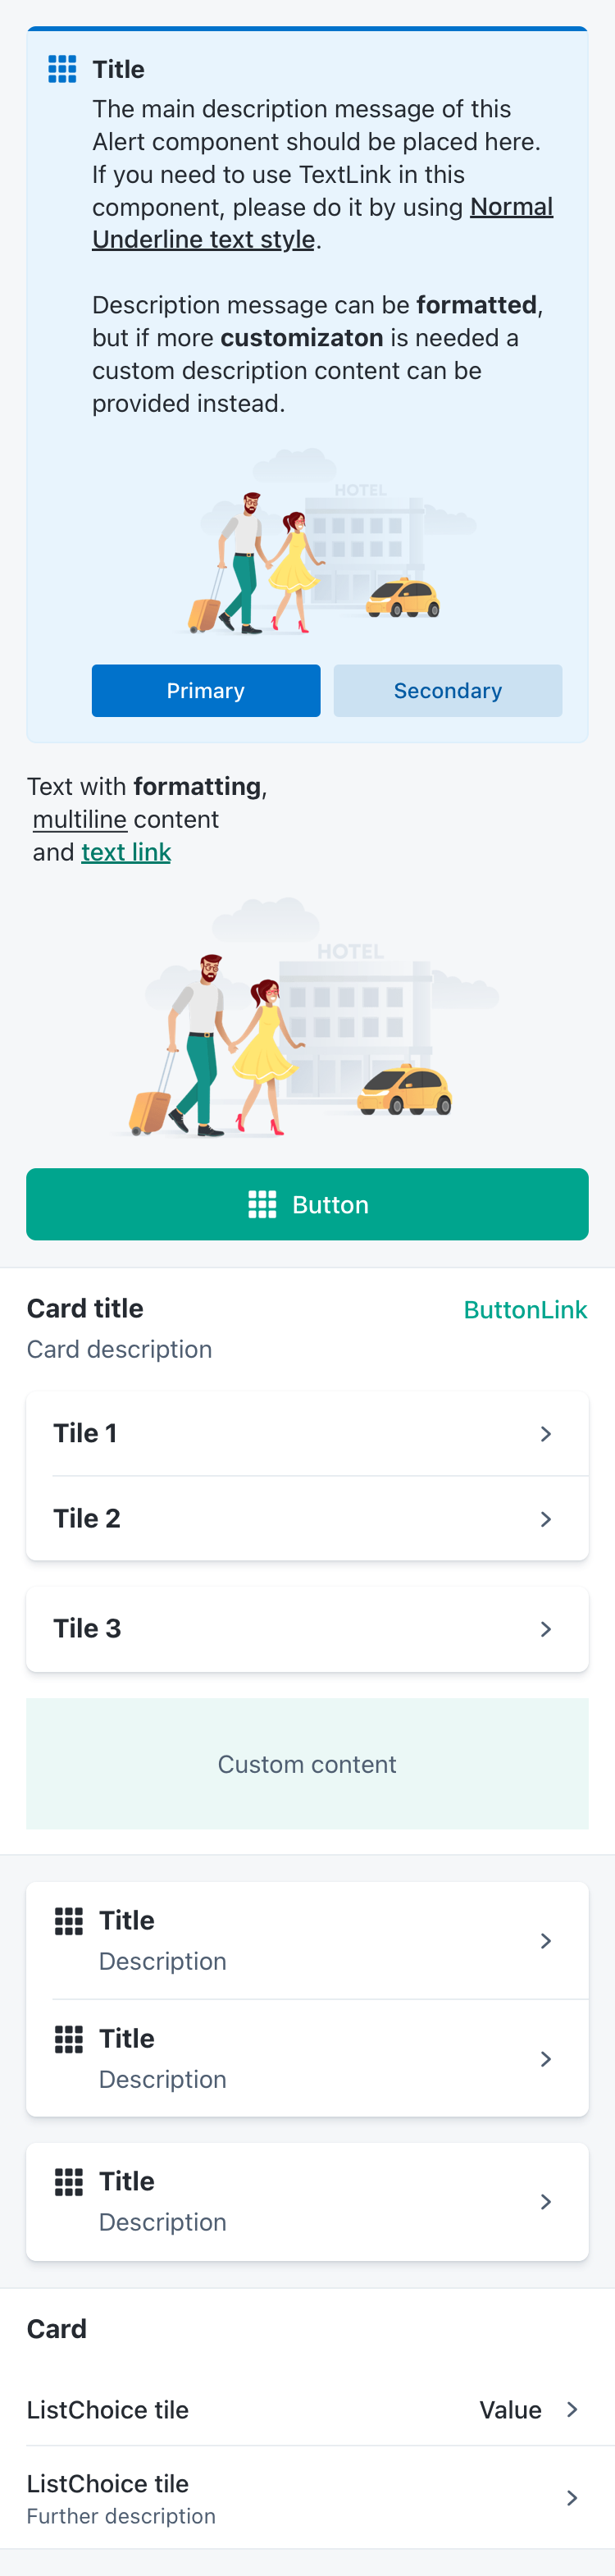 Title
The main description message of this
Alert component should be placed here.
If you need to use TextLink in this
component, please do it by using Normal
Underline text style.
Description message can be formatted,
but if more customizaton is needed a
custom description content can be
provided instead.
HOTEL
Primary
Secondary
Text with formatting,
multiline content
and text link
HOTEL
Button
Card title
ButtonLink
Card description
Tile 1
Tile 2
Tile 3
Custom content
Title
Description
Title
Description
Title
Description
Card
ListChoice tile
Value
ListChoice tile
Further description